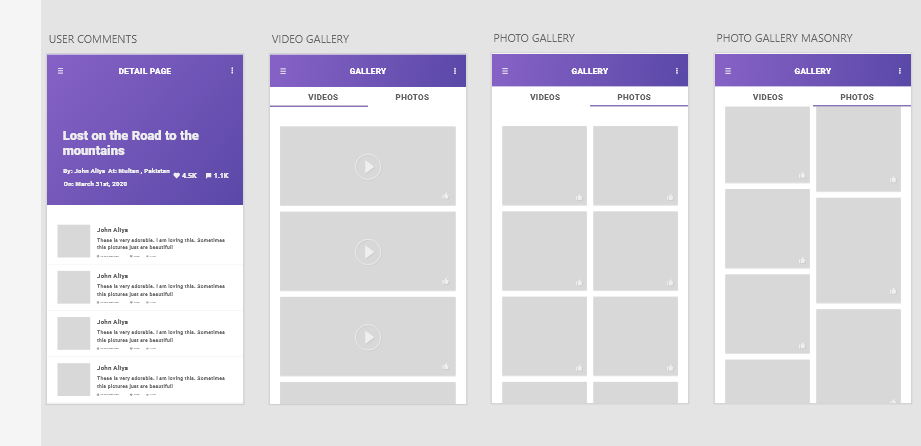 USER COMMENTS
DETAIL PAGE
Lost on the Road to the
mountains
By: John Aliya At: Multan , Pakistan
4.5K
1.1K
On: March 31st, 2020
John Aliya
These is very adorable. I am loving this. Sometimes
this pictures just are beautiful!
John Aliya
These is very adorable. I am loving this. Sometimes
this pictures just are beautiful!
John Aliya
These is very adorable. I am loving this. Sometimes
this pictures just are beautiful!
John Aliya
These is very adorable. I am loving this. Sometimes
this pictures just are beautiful!
VIDEO GALLERY
GALLERY
VIDEOS PHOTOS
PHOTO GALLERY
GALLERY
VIDEOS PHOTOS
PHOTO GALLERY MASONRY
GALLERY
VIDEOS PHOTOS